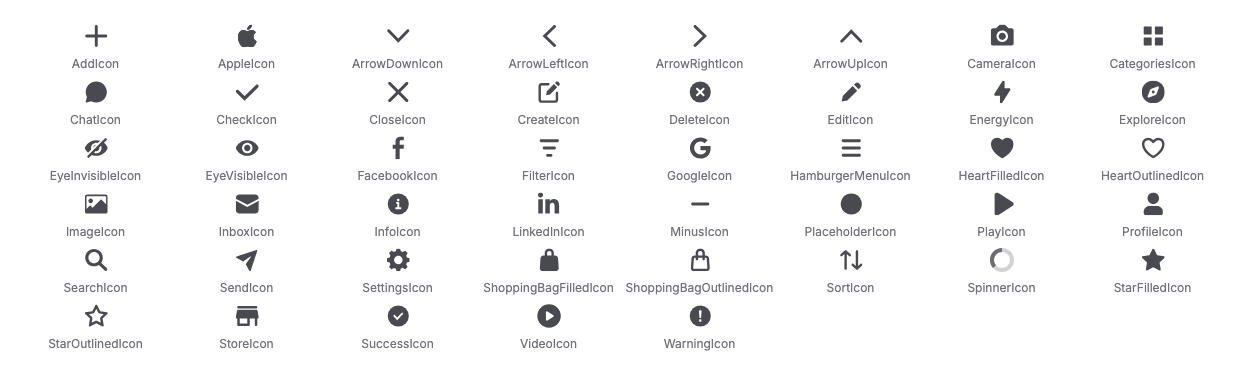 AddIcon AppleIcon ArrowDownIcon ArrowLeftIcon ArrowRightIcon ArrowUpIcon CameraIcon CategoriesIcon
ChatIcon CheckIcon CloseIcon CreateIcon DeleteIcon EditIcon EnergyIcon ExploreIcon
EyeInvisibleIcon EyeVisibleIcon FacebookIcon FilterIcon GoogleIcon HamburgerMenuIcon HeartFilledIcon HeartOutlinedIcon
ImageIcon InboxIcon InfoIcon LinkedInIcon MinusIcon PlaceholderIcon PlayIcon ProfileIcon
SearchIcon SendIcon SettingsIcon ShoppingBagFilledIcon ShoppingBagOutlinedIcon SortIcon SpinnerIcon StarFilledIcon
StarOutlinedIcon StoreIcon SuccessIcon VideoIcon WarningIcon